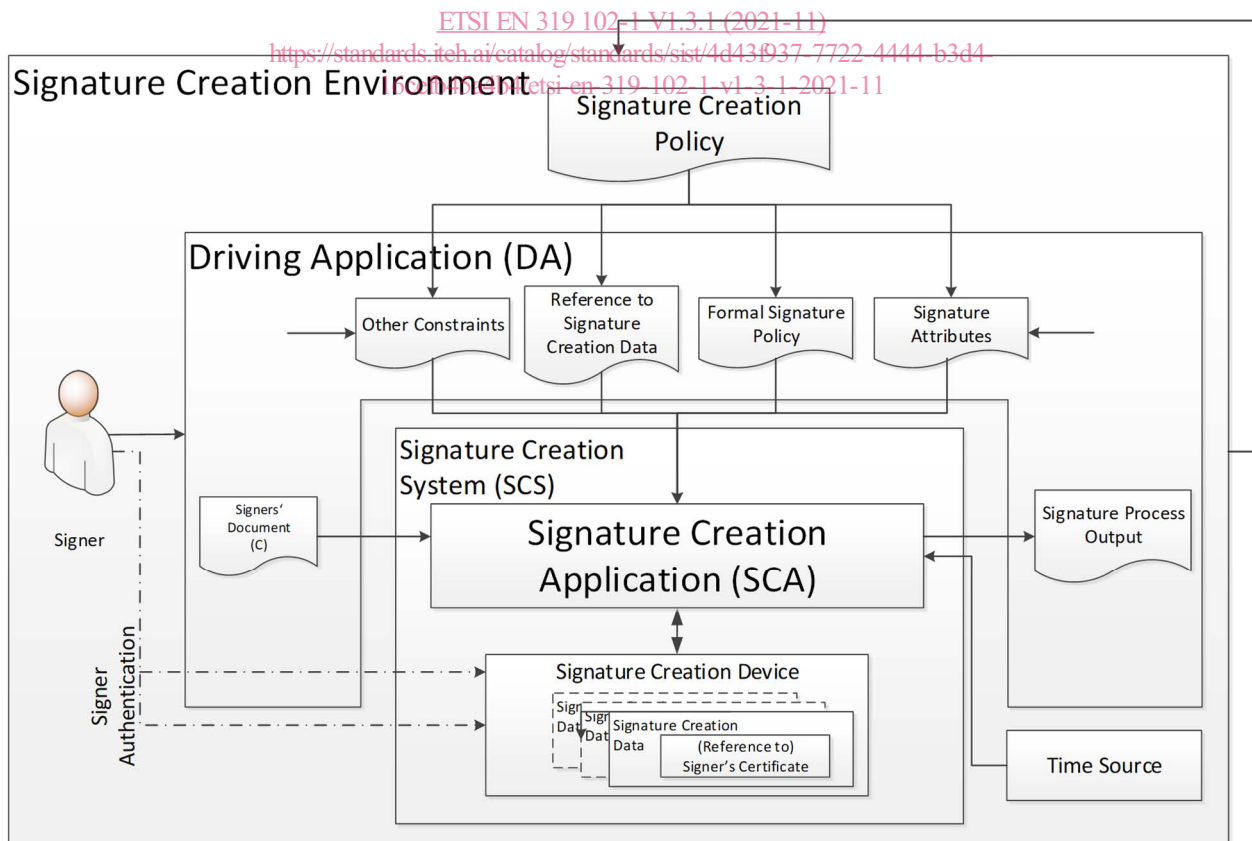 ETSI EN 319 102-1 V1.3.1 (2021-11)
https://standards.iteh.ai/catalog/standards/sist/4d43f937-7722-4444-b3d4-
Signature Creation Environment
/etsi-en-319-102-1-v1-3-1-2021-11
Signature Creation
Policy
Driving Application (DA)
Other Constraints
Reference to
Signature
Creation Data
Formal Signature
Policy
Signature
Attributes
Signer
Signature Creation
System (SCS)
Signers‘
Document
(C)
Signature Creation
Application (SCA)
Signature Process
Output
Signer
Authentication
Signature Creation Device
Sign
Dat
Sign
Dat
Signature Creation
Data
(Reference to)
Signer’s Certificate
Time Source